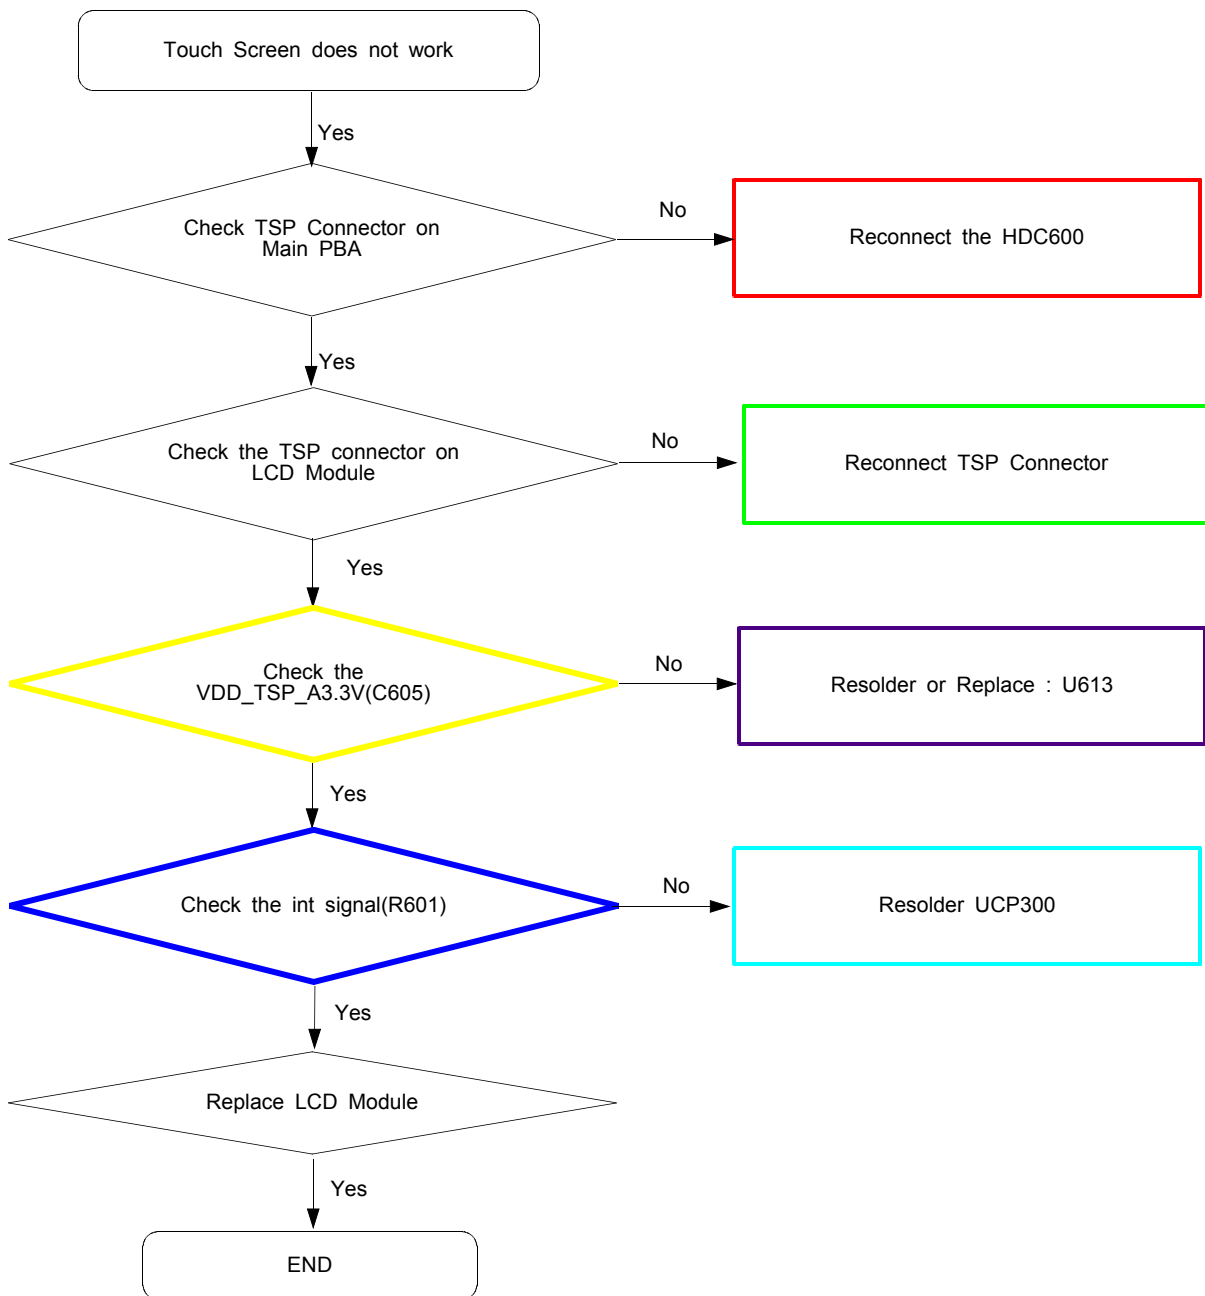 Touch Screen does not work
Yes
Check TSP Connector on
Main PBA
No
Reconnect the HDC600
Yes
Check the TSP connector on
LCD Module
No
Reconnect TSP Connector
Yes
Check the
VDD_TSP_A3.3V(C605)
No
Resolder or Replace : U613
Yes
Check the int signal(R601)
No
Resolder UCP300
Yes
Replace LCD Module
Yes
END